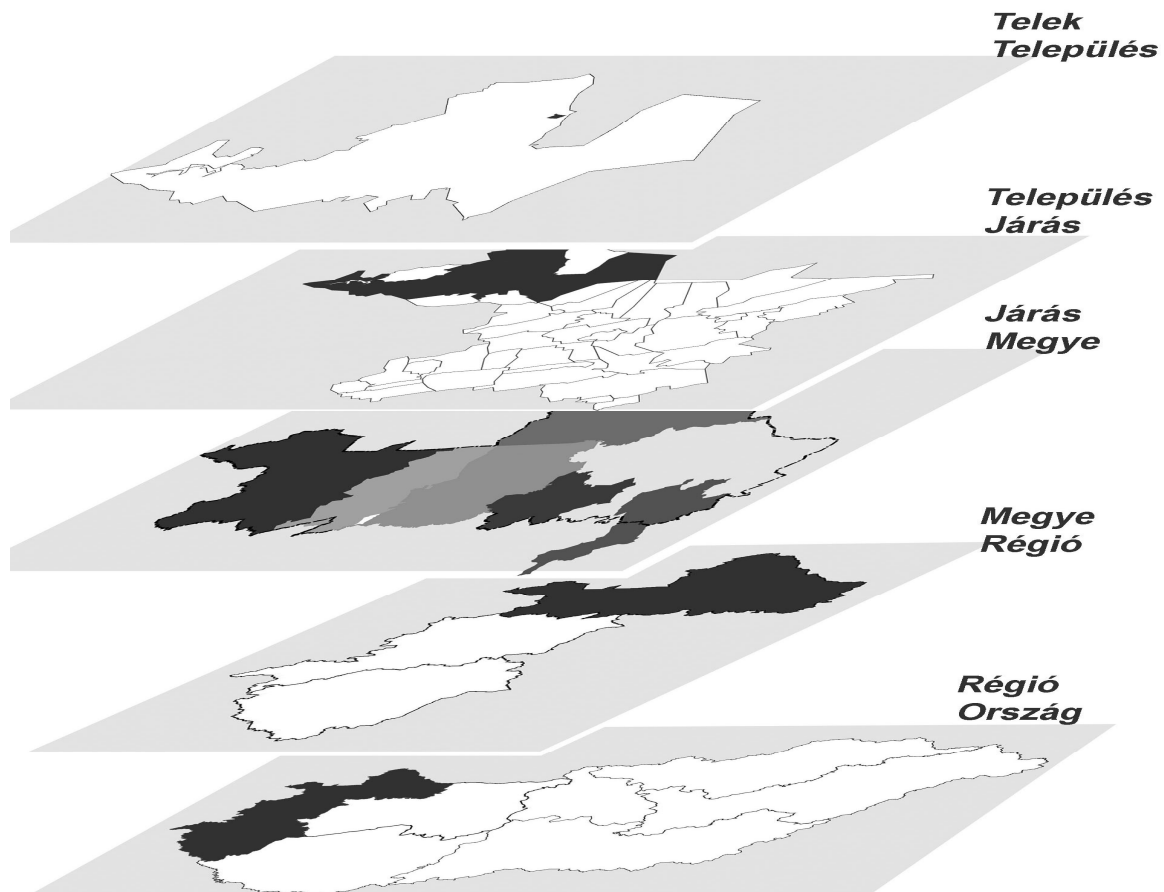 Telek
Település
Település
Járás
Járás
Megye
Megye
Régió
Régió
Ország